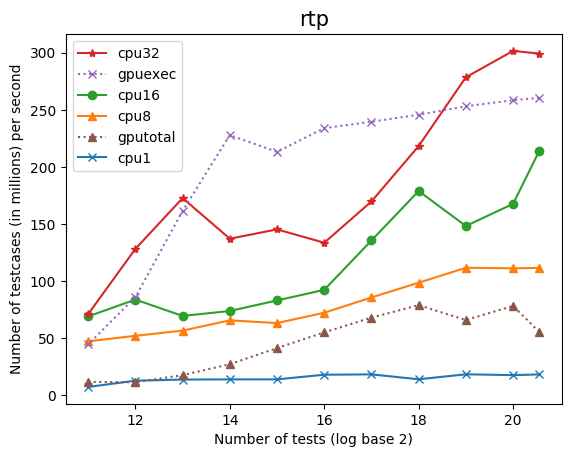 rtp
cpu32
gpuexec
cpu16
cpu8
gputotal
cpu1
Number of testcases (in millions) per second
300
250
200
150
100
50
0
12
14
16
18
20
Number of tests (log base 2)